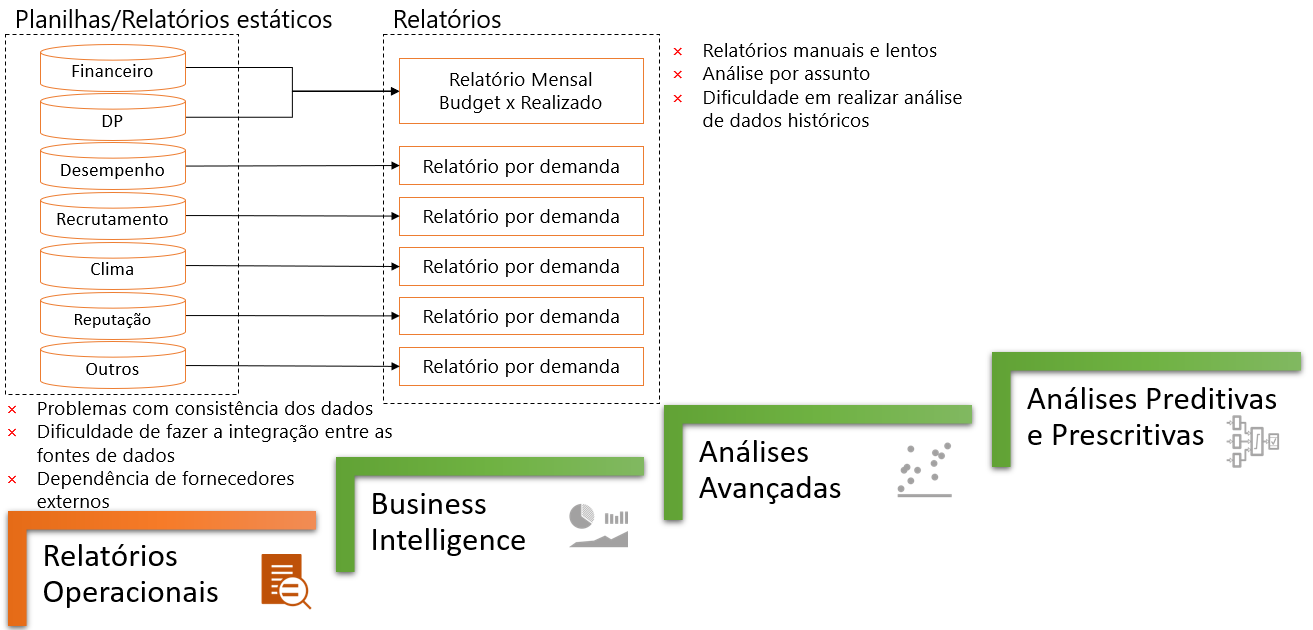 Planilhas/Relatórios estáticos
Financeiro
DP
Desempenho
Recrutamento
Clima
Reputação
Outros
× Problemas com consistência dos dados
× Dificuldade de fazer a integração entre as
fontes de dados
× Dependência de fornecedores
externos
Relatórios
Relatório Mensal
Budget x Realizado
Relatório por demanda
Relatório por demanda
Relatório por demanda
Relatório por demanda
Relatório por demanda
× Relatórios manuais e lentos
× Análise por assunto
× Dificuldade em realizar análise
de dados históricos
Relatórios
Operacionais
Business
Intelligence
Análises
Avançadas
Análises Preditivas
e Prescritivas